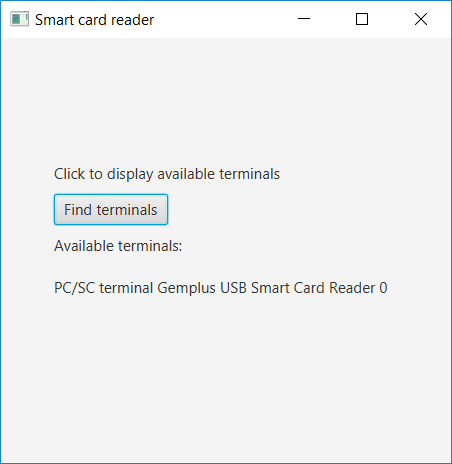 Smart card reader
Click to display available terminals
Find terminals
Available terminals:
PC/SC terminal Gemplus USB Smart Card Reader 0